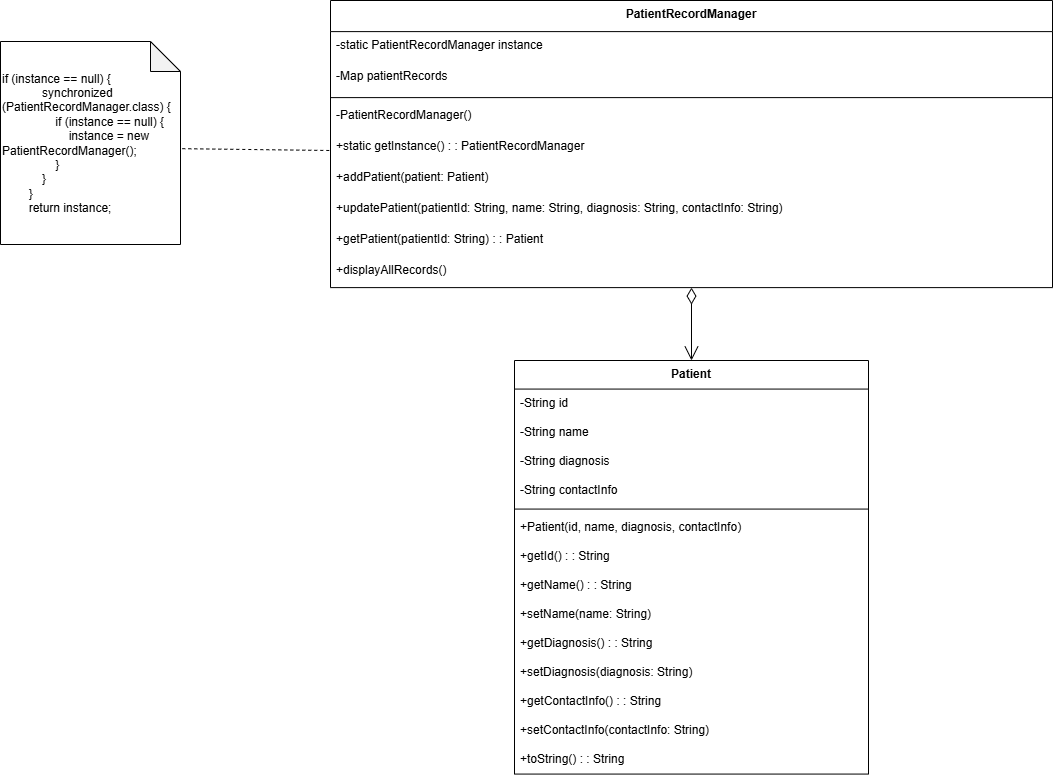 PatientRecordManager
-static PatientRecordManager instance
-Map patientRecords
-PatientRecordManager()
+static getInstance() : : PatientRecordManager
+addPatient(patient: Patient)
+updatePatient(patientId: String, name: String, diagnosis: String, contactInfo: String)
+getPatient(patientId: String) : : Patient
+displayAllRecords()
if (instance == null) {
synchronized
(PatientRecordManager.class) {
if (instance == null) {
instance = new
PatientRecordManager();
}
}
}
return instance;
Patient
-String id
-String name
-String diagnosis
-String contactInfo
+Patient(id, name, diagnosis, contactInfo)
+getId() : : String
+getName() : : String
+setName(name: String)
+getDiagnosis() : : String
+setDiagnosis(diagnosis: String)
+getContactInfo() : : String
+setContactInfo(contactInfo: String)
+toString() : : String